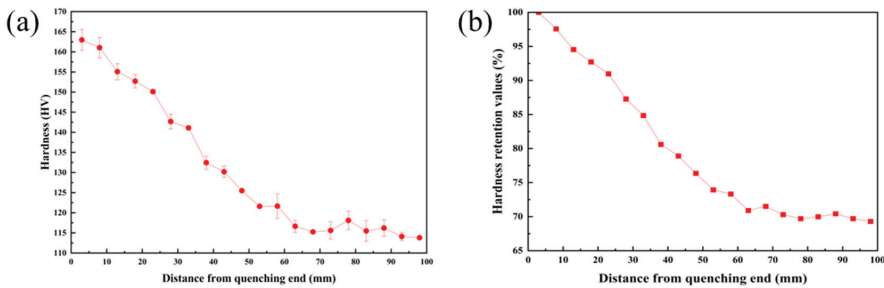 (a)
170
165
160
155
150
145
140
135
130
125
120
115
110
Hardness (HV)
0 10 20 30 40 50 60 70 80 90 100
Distance from quenching end (mm)
(b)
100
95
90
85
80
75
70
65
Hardness retention values (%)
0 10 20 30 40 50 60 70 80 90 100
Distance from quenching end (mm)